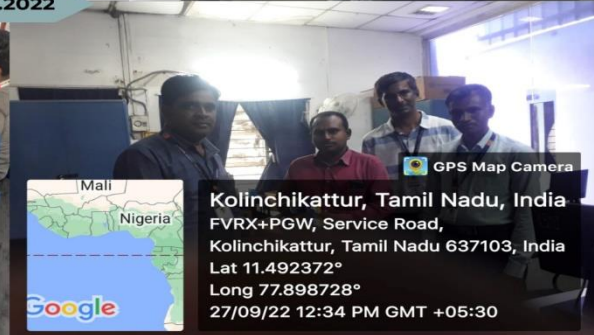 .2022
GPS Map Camera
Mali
Nigeria
Google
Kolinchikattur, Tamil Nadu, India
FVRX+PGW, Service Road,
Kolinchikattur, Tamil Nadu 637103, India
Lat 11.492372°
Long 77.898728°
27/09/22 12:34 PM GMT +05:30